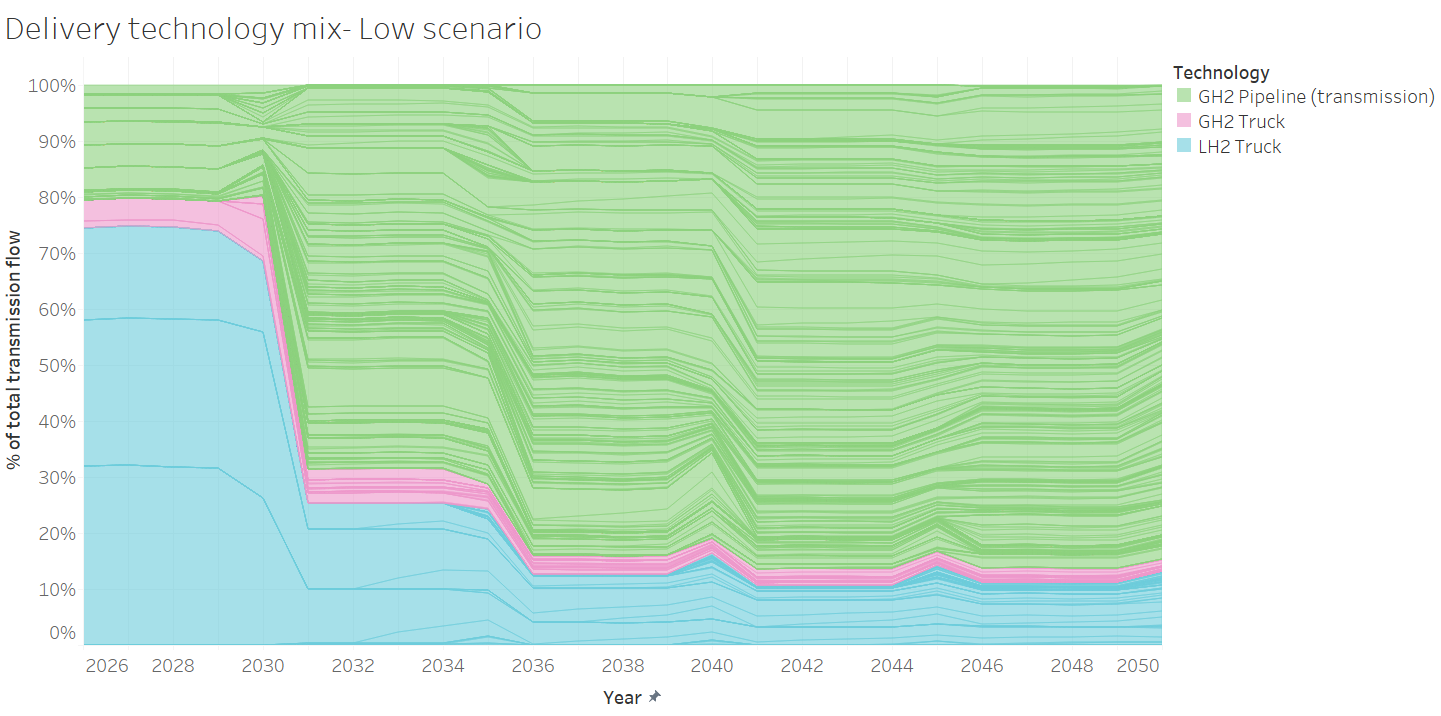 Delivery technology mix- Low scenario
Technology
GH2 Pipeline (transmission)
GH2 Truck
LH2 Truck
% of total transmission flow
100%
90%
80%
70%
60%
50%
40%
30%
20%
10%
0%
2026 2028 2030 2032 2034 2036 2038 2040 2042 2044 2046 2048 2050
Year